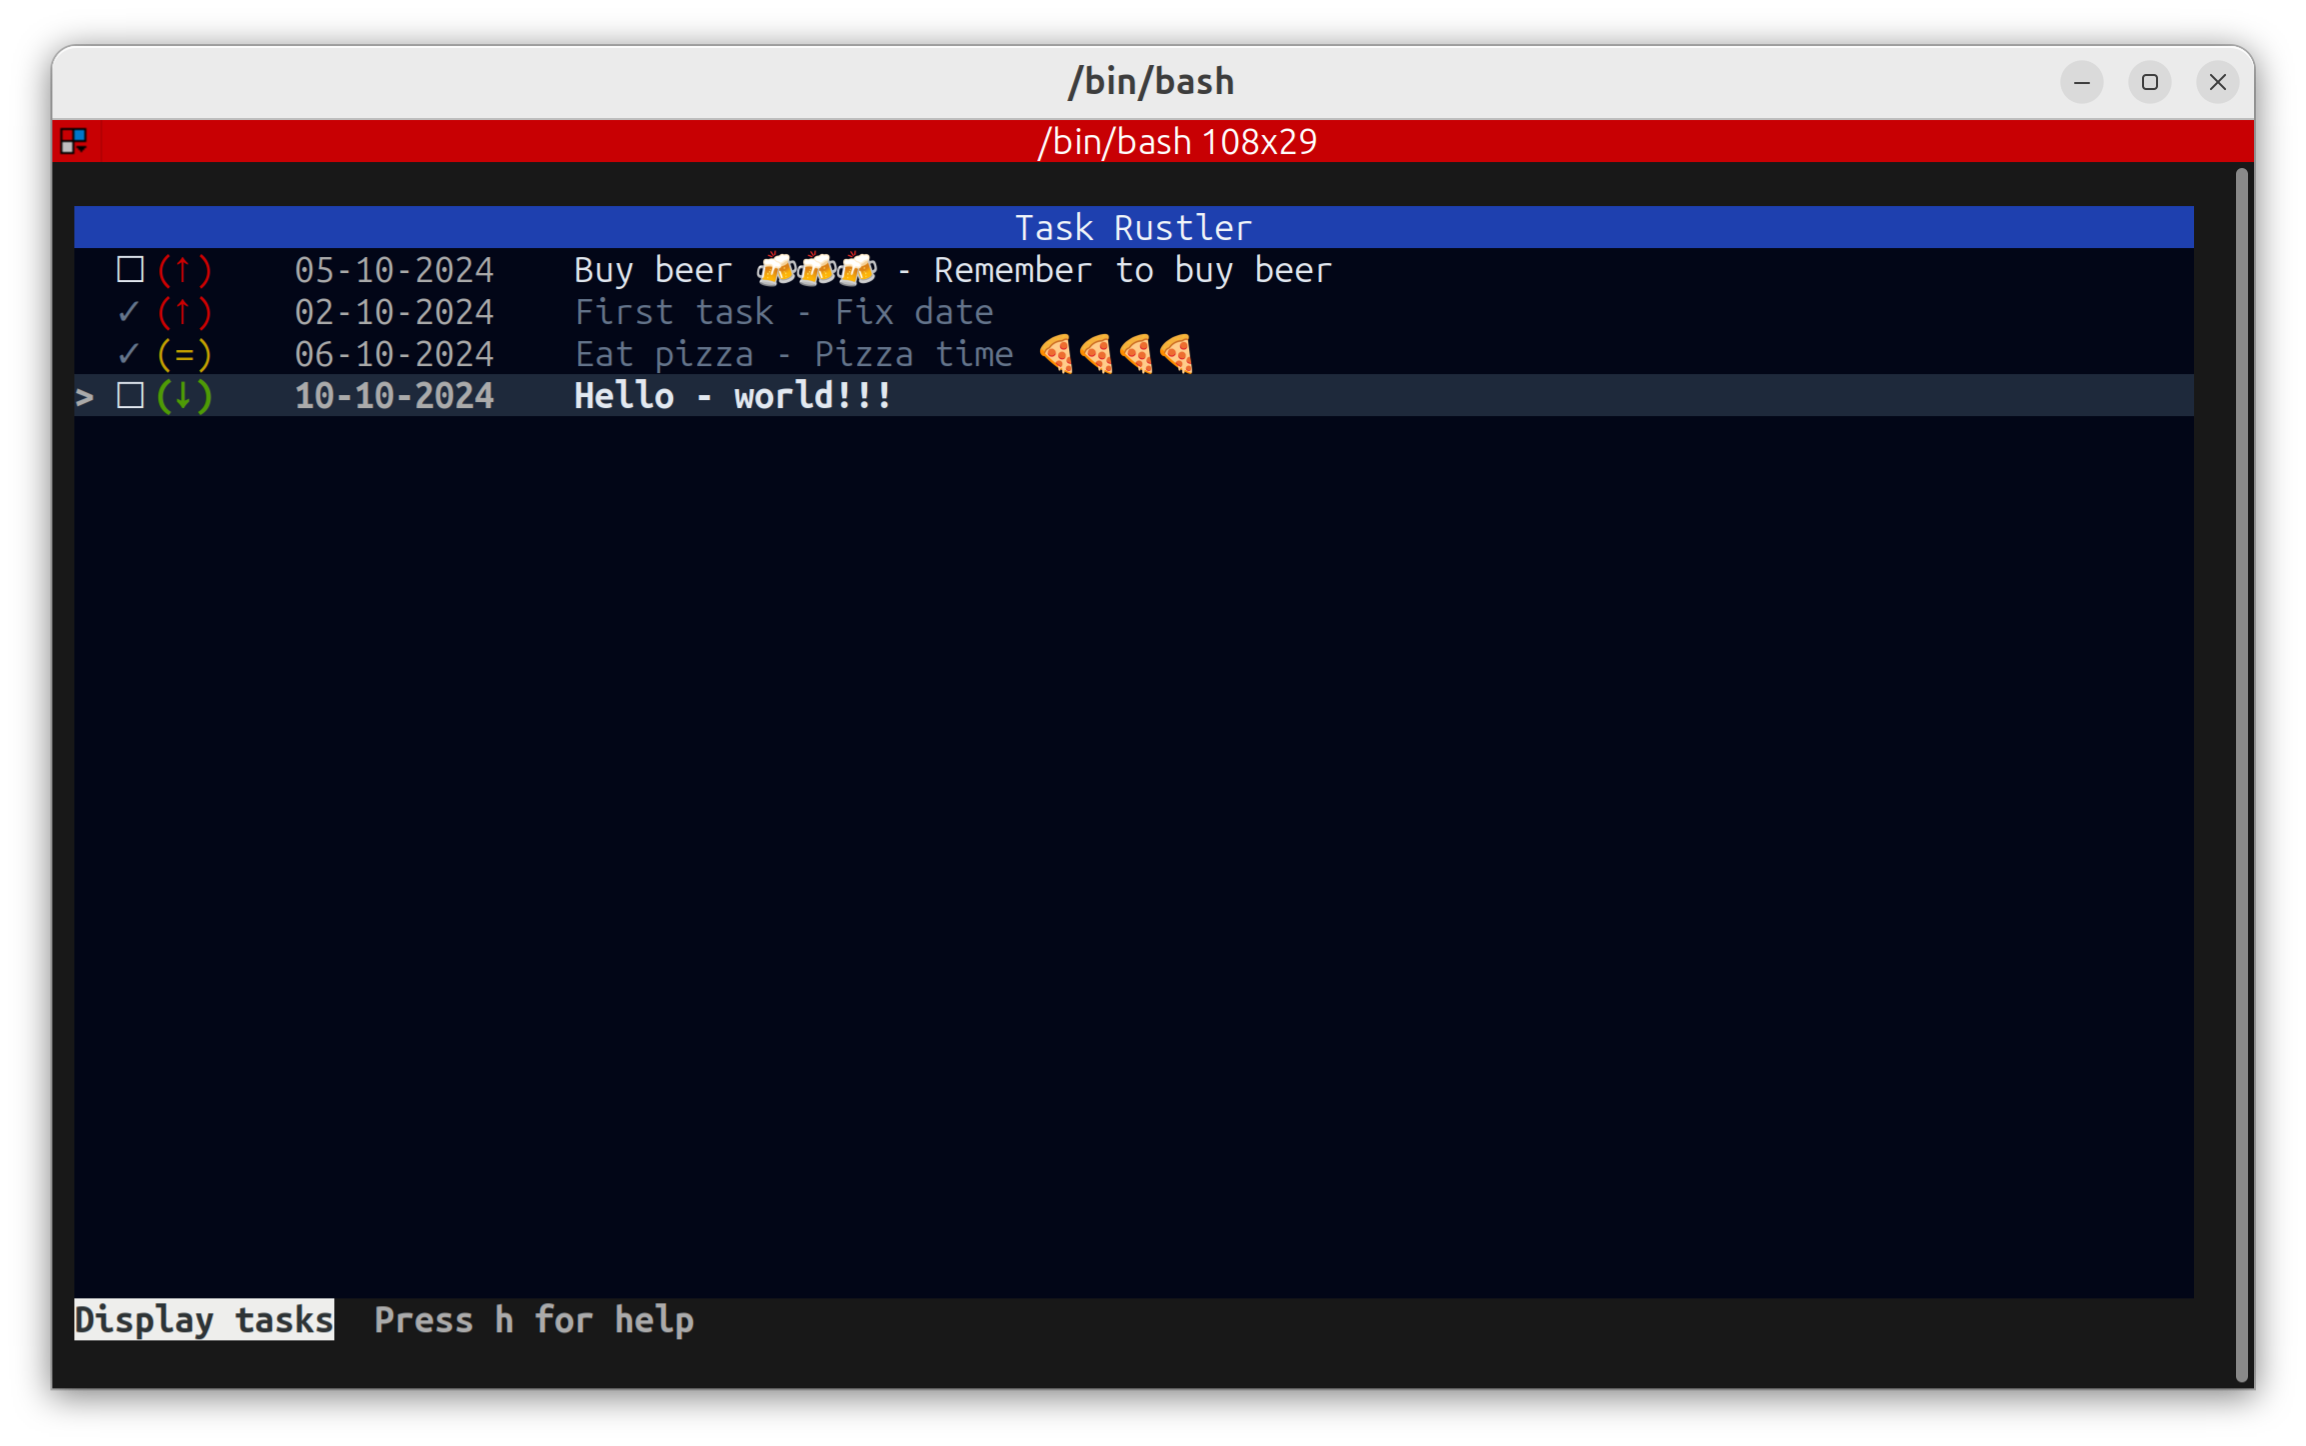 /bin/bash
/bin/bash 108x29
Task Rustler
☐ (↑) 05-10-2024 Buy beer 🍻🍻🍻 - Remember to buy beer
✓ (↑) 02-10-2024 First task - Fix date
✓ (=) 06-10-2024 Eat pizza - Pizza time 🍕🍕🍕🍕
> ☐ (↓) 10-10-2024 Hello - world!!!
Display tasks Press h for help